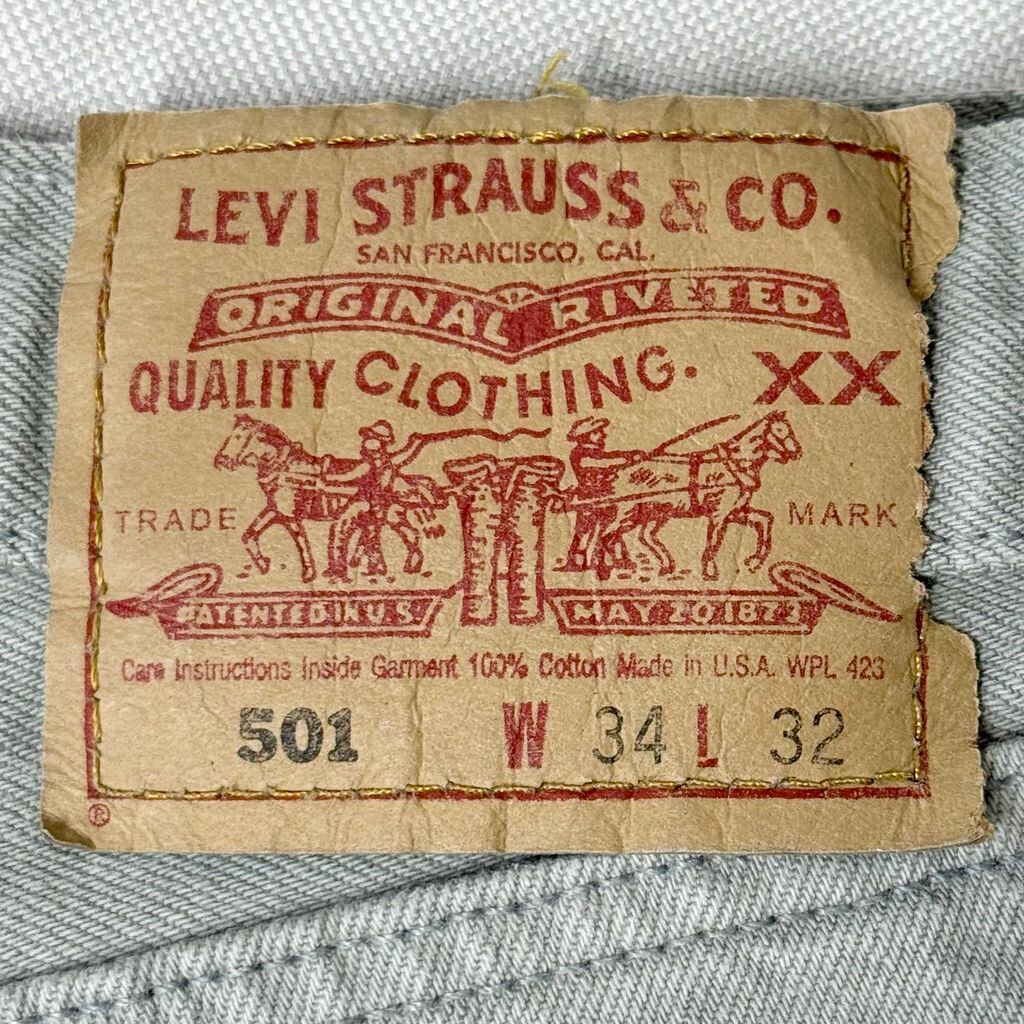 LEVI STRAUSS & CO.
SAN FRANCISCO, CAL.
ORIGINAL RIVETED
QUALITY CLOTHING. XX
TRADE MARK
PATENTED IN U.S. MAY 20 1873
Care Instructions Inside Garment 100% Cotton Made in U.S.A. WPL 423
501 W 34 L 32
®